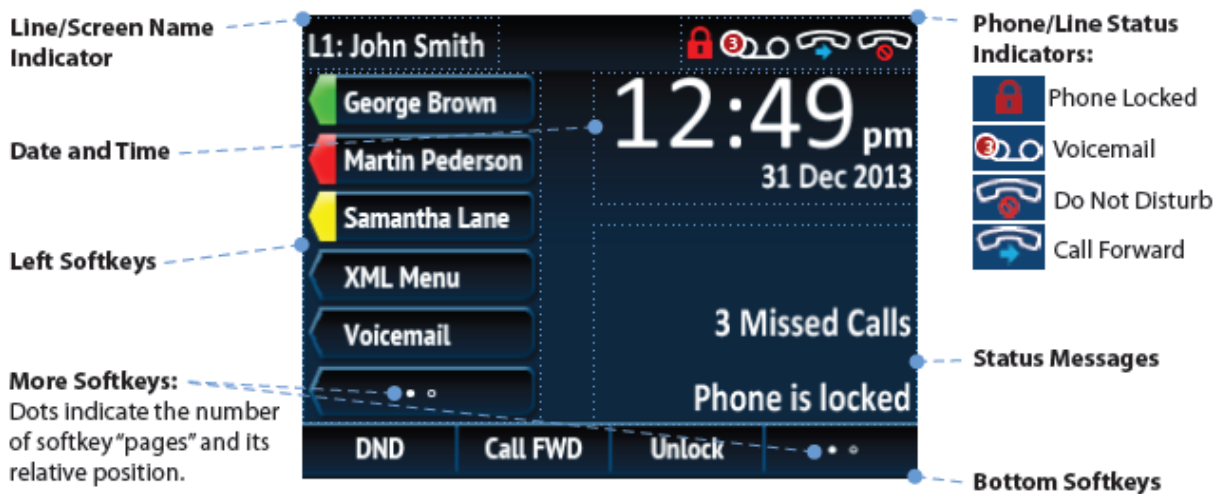 Line/Screen Name
Indicator
Date and Time
Left Softkeys
More Softkeys:
Dots indicate the number
of softkey "pages" and its
relative position.
L1: John Smith
3
George Brown
Martin Pederson
Samantha Lane
XML Menu
Voicemail
12:49 pm
31 Dec 2013
3 Missed Calls
Phone is locked
DND
Call FWD
Unlock
Phone/Line Status
Indicators:
Phone Locked
3
Voicemail
Do Not Disturb
Call Forward
Status Messages
Bottom Softkeys